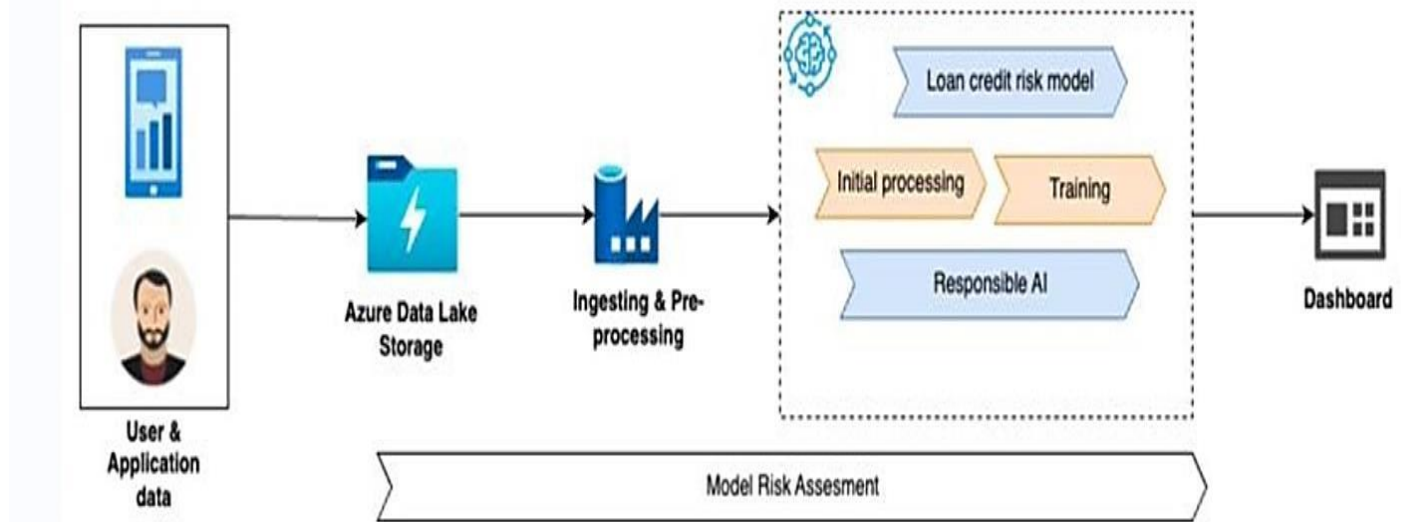 User &
Application
data
Azure Data Lake
Storage
Ingesting & Pre-
processing
Loan credit risk model
Initial processing
Training
Responsible AI
Dashboard
Model Risk Assesment